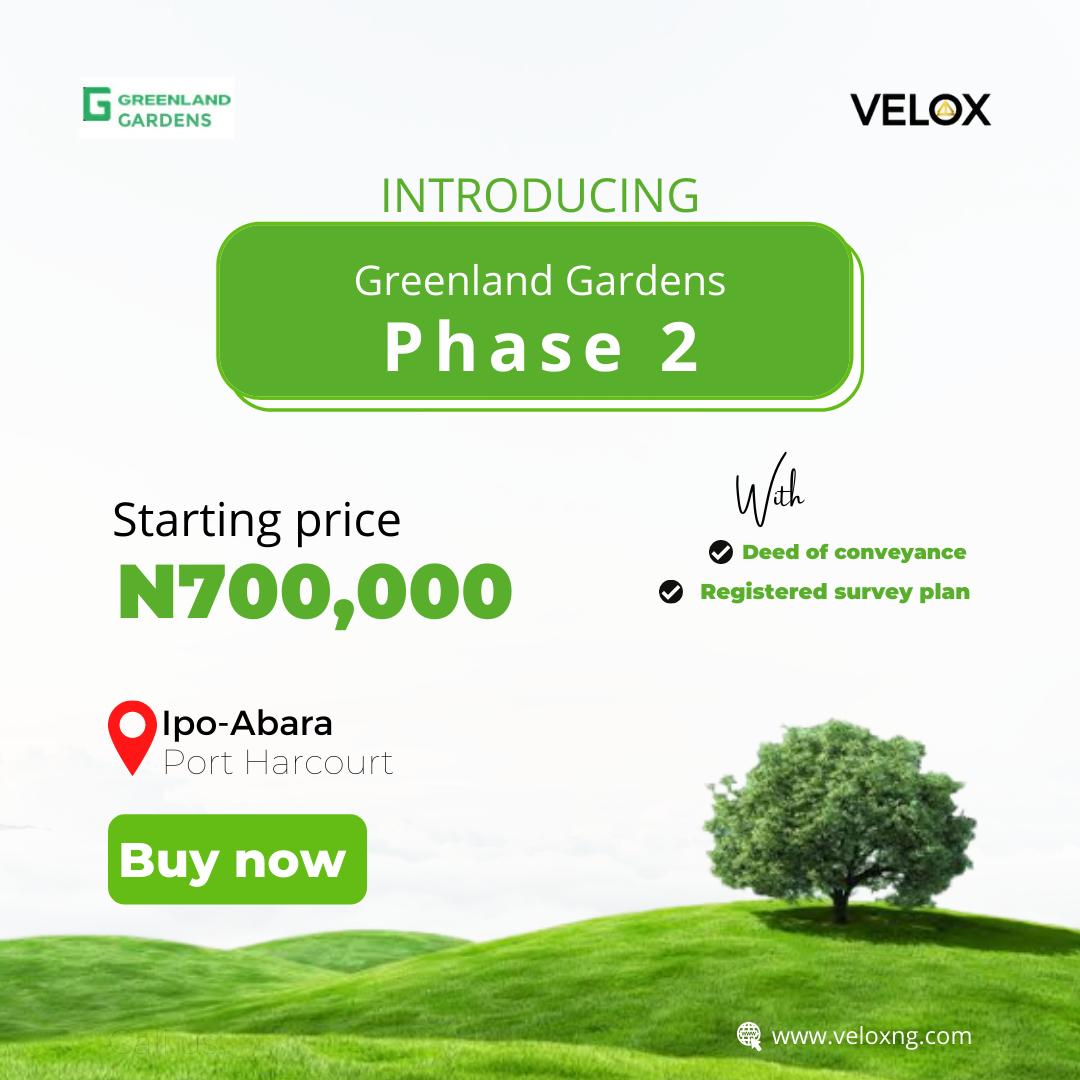 GREENLAND
GARDENS
VELOX
INTRODUCING
Greenland Gardens
Phase 2
Starting price
N700,000
With
Deed of conveyance
Registered survey plan
Ipo-Abara
Port Harcourt
Buy now
www.veloxng.com